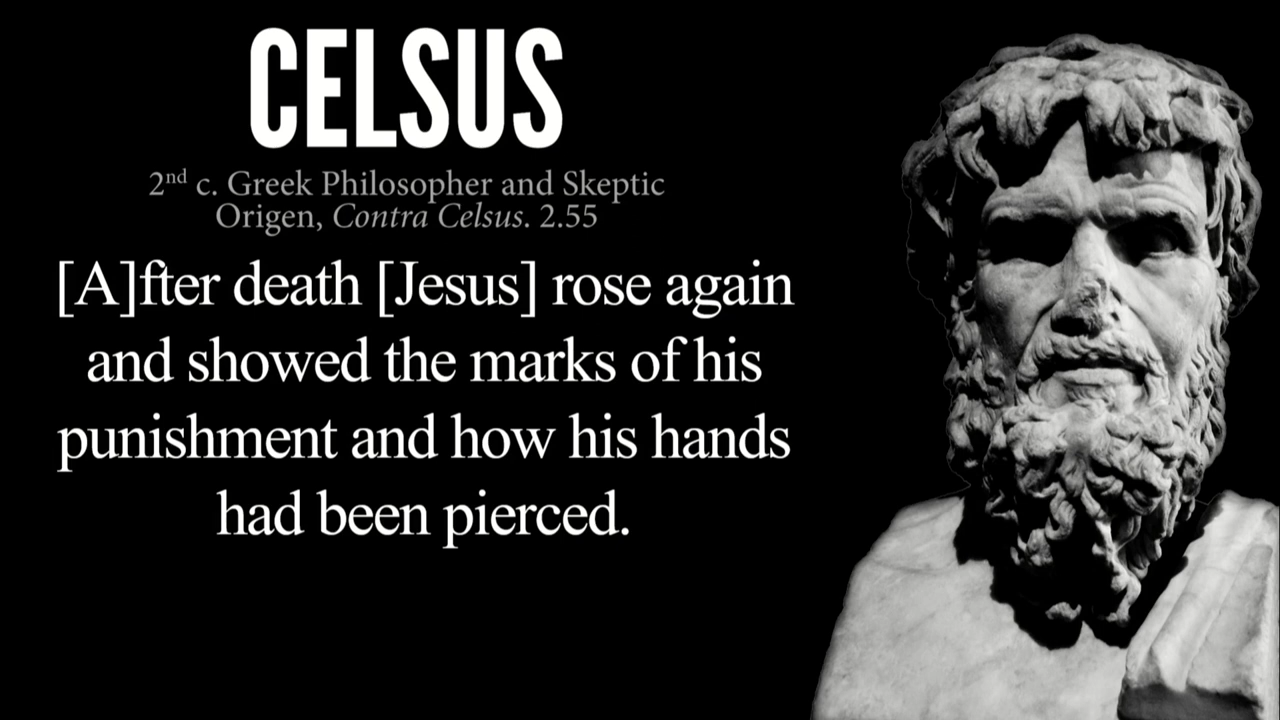 CELSUS
2nd c. Greek Philosopher and Skeptic
Origen, Contra Celsus. 2.55
[A]fter death [Jesus] rose again
and showed the marks of his
punishment and how his hands
had been pierced.